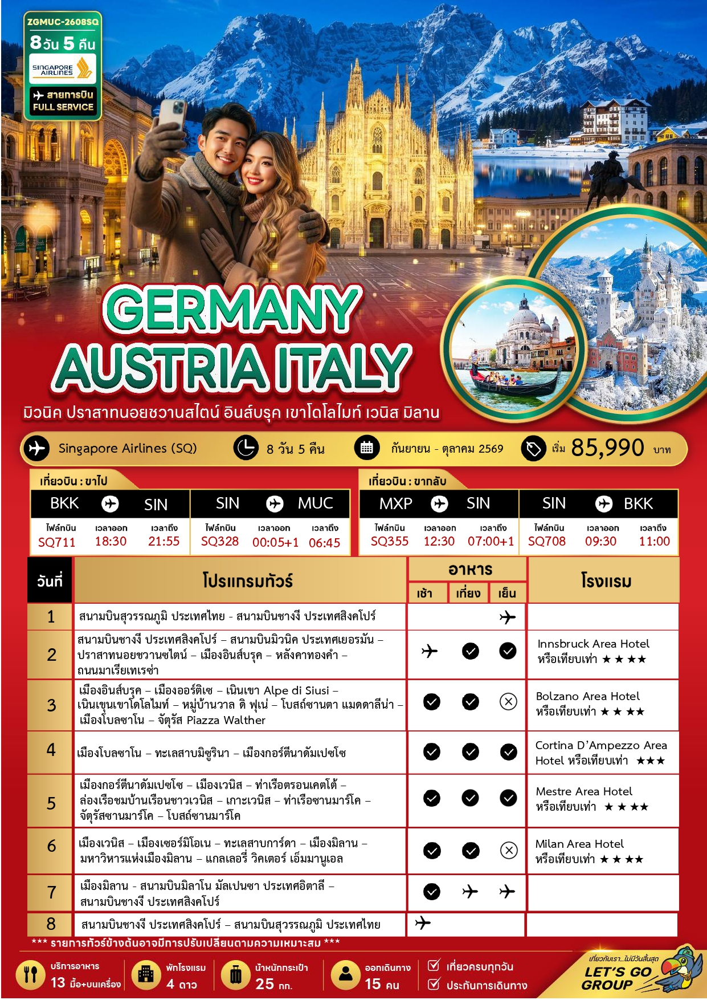 ZGMUC-2608SQ
8วัน 5 คืน
SINGAPORE
AIRLINES
สายการบิน
FULL SERVICE
GERMANY
AUSTRIA ITALY
มิวนิค ปราสาทนอยชวานสไตน์ อินส์บรุค เขาโดโลไมท์ เวนิส มิลาน
Singapore Airlines (SQ) 8 วัน 5 คืน กันยายน - ตุลาคม 2569 เริ่ม 85,990 บาท
เที่ยวบิน : ขาไป เที่ยวบิน : ขากลับ
BKK SIN SIN MUC MXP SIN SIN BKK
ไฟล์ทบิน เวลาออก เวลาถึง ไฟล์ทบิน เวลาออก เวลาถึง ไฟล์ทบิน เวลาออก เวลาถึง ไฟล์ทบิน เวลาออก เวลาถึง
SQ711 18:30 21:55 SQ328 00:05+1 06:45 SQ355 12:30 07:00+1 SQ708 09:30 11:00
วันที่ โปรแกรมทัวร์ อาหาร โรงแรม
เช้า เที่ยง เย็น
1 สนามบินสุวรรณภูมิ ประเทศไทย - สนามบินชางงี ประเทศสิงคโปร์
2 สนามบินชางงี ประเทศสิงคโปร์ – สนามบินมิวนิค ประเทศเยอรมัน –
ปราสาทนอยชวานซไตน์ – เมืองอินส์บรุค – หลังคาทองคำ –
ถนนมาเรียเทเรซ่า
Innsbruck Area Hotel
หรือเทียบเท่า ★ ★ ★★
3 เมืองอินส์บรุค – เมืองออร์ติเซ – เนินเขา Alpe di Siusi –
เนินเขุนเขาโดโลไมท์ – หมู่บ้านวาล ดิ ฟุเน่ – โบสถ์ซานตา แมดดาลีน่า –
เมืองโบลซาโน – จัตุรัส Piazza Walther
Bolzano Area Hotel
หรือเทียบเท่า ★ ★ ★★
4 เมืองโบลซาโน – ทะเลสาบมิซูรินา – เมืองกอร์ตีนาดัมเปซโซ
Cortina D’Ampezzo Area
Hotel หรือเทียบเท่า ★★★
5 เมืองกอร์ตีนาดัมเปซโซ – เมืองเวนิส – ท่าเรือตรอนเคตโต้ –
ล่องเรือชมบ้านเรือนชาวเวนิส – เกาะเวนิส – ท่าเรือซานมาร์โค –
จัตุรัสซานมาร์โค – โบสถ์ซานมาร์โค
Mestre Area Hotel
หรือเทียบเท่า ★ ★ ★★
6 เมืองเวนิส – เมืองเซอร์มิโอเน – ทะเลสาบการ์ดา – เมืองมิลาน –
มหาวิหารแห่งเมืองมิลาน – แกลเลอรี่ วิคเตอร์ เอ็มมานูเอล
Milan Area Hotel
หรือเทียบเท่า ★ ★ ★★
7 เมืองมิลาน - สนามบินมิลาโน มัลเปนซา ประเทศอิตาลี –
สนามบินชางงี ประเทศสิงคโปร์
8 สนามบินชางงี ประเทศสิงคโปร์ – สนามบินสุวรรณภูมิ ประเทศไทย
*** รายการทัวร์ข้างต้นอาจมีการปรับเปลี่ยนตามความเหมาะสม ***
บริการอาหาร
13 มื้อ+บนเครื่อง
พักโรงแรม
4 ดาว
น้ำหนักกระเป๋า
25 กก.
ออกเดินทาง
15 คน
เที่ยวครบทุกวัน
ประกันการเดินทาง
เที่ยวกับเรา...ไม่มีวันสิ้นสุด
LET'S GO
GROUP